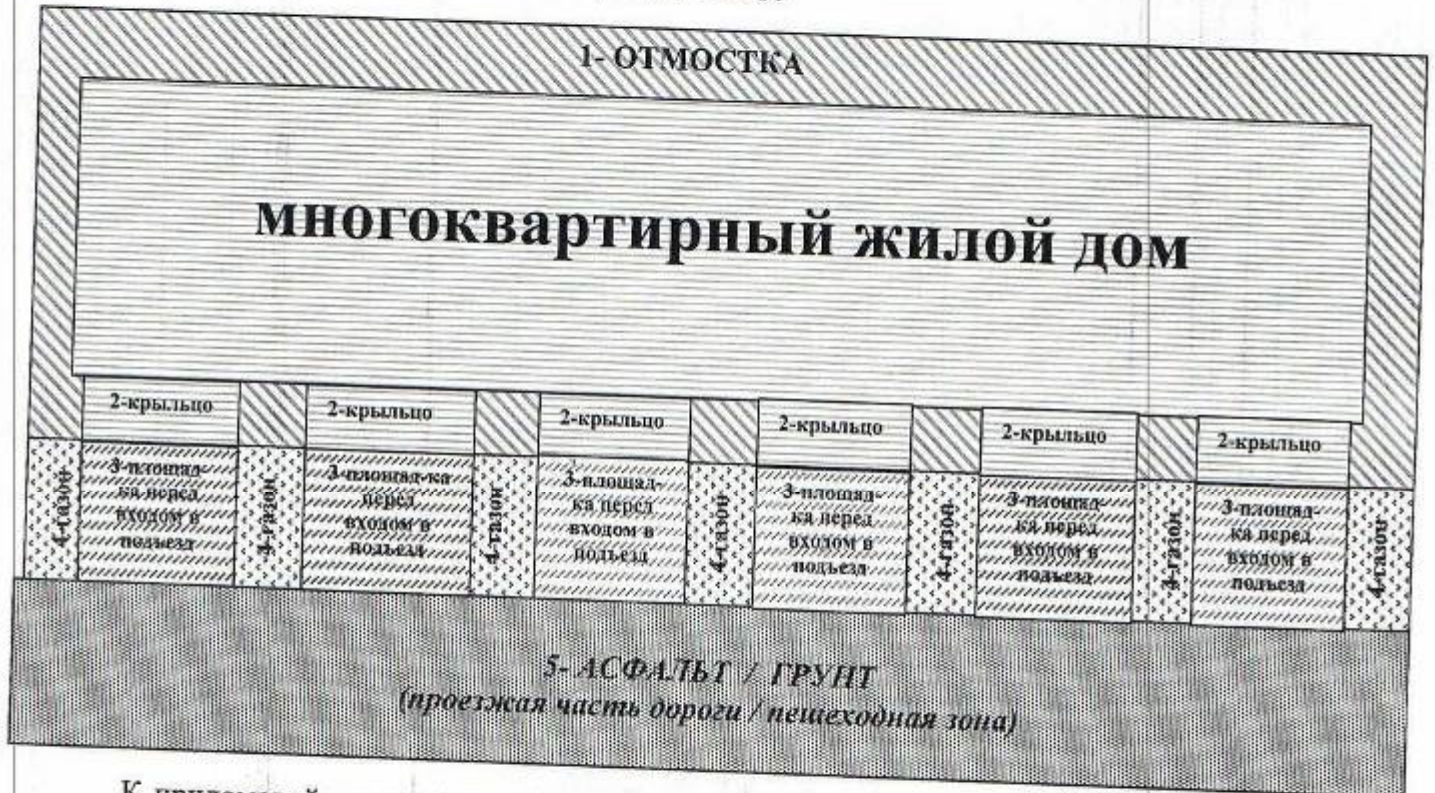 1- ОТМОСТКА
многоквартирный жилой дом
2-крыльцо
2-крыльцо
2-крыльцо
2-крыльцо
2-крыльцо
2-крыльцо
4-газон
3-площад-
ка перед
входом в
подъезд
4-газон
3-площад-ка
перед
входом в
подъезд
4-газон
3-площад-
ка перед
входом в
подъезд
4-газон
3-площад-
ка перед
входом в
подъезд
4-газон
3-площад-
ка перед
входом в
подъезд
4-газон
3-площад-
ка перед
входом в
подъезд
4-газон
5- АСФАЛЬТ / ГРУНТ
(проезжая часть дороги / пешеходная зона)
К